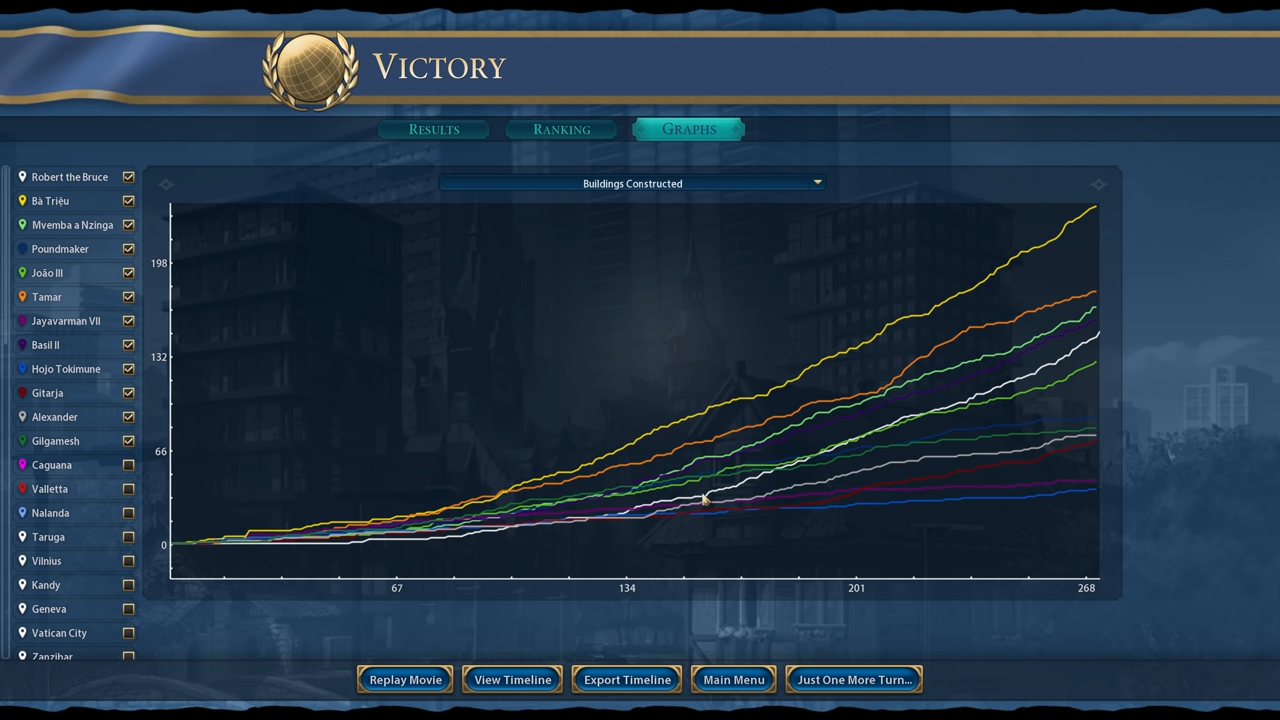 VICTORY
RESULTS
RANKING
GRAPHS
Robert the Bruce
Bà Triệu
Mvemba a Nzinga
Poundmaker
João III
Tamar
Jayavarman VII
Basil II
Hojo Tokimune
Gitarja
Alexander
Gilgamesh
Caguana
Valletta
Nalanda
Taruga
Vilnius
Kandy
Geneva
Vatican City
Zanzibar
Buildings Constructed
198
132
66
0
67
134
201
268
Replay Movie
View Timeline
Export Timeline
Main Menu
Just One More Turn...